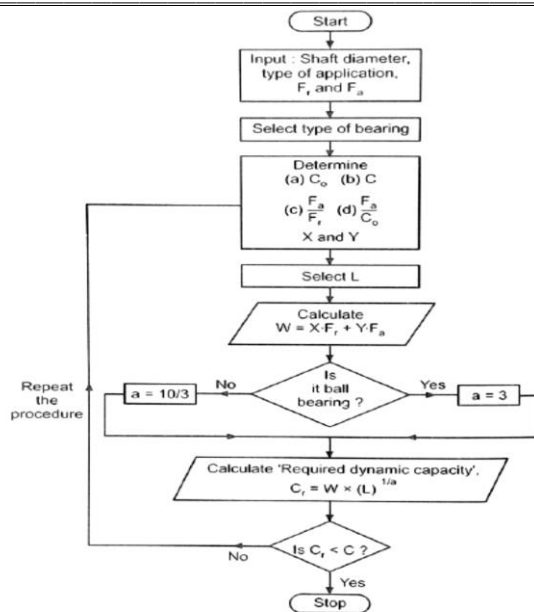 Start
Input : Shaft diameter,
type of application,
Fr and Fa
Select type of bearing
Determine
(a) Co (b) C
(c) Fa/Fr (d) Fa/Co
X and Y
Select L
Calculate
W = X·Fr + Y·Fa
Is
it ball
bearing ?
No
a = 10/3
Yes
a = 3
Repeat
the
procedure
Calculate 'Required dynamic capacity'.
Cr = W × (L) 1/a
Is Cr < C ?
No
Yes
Stop